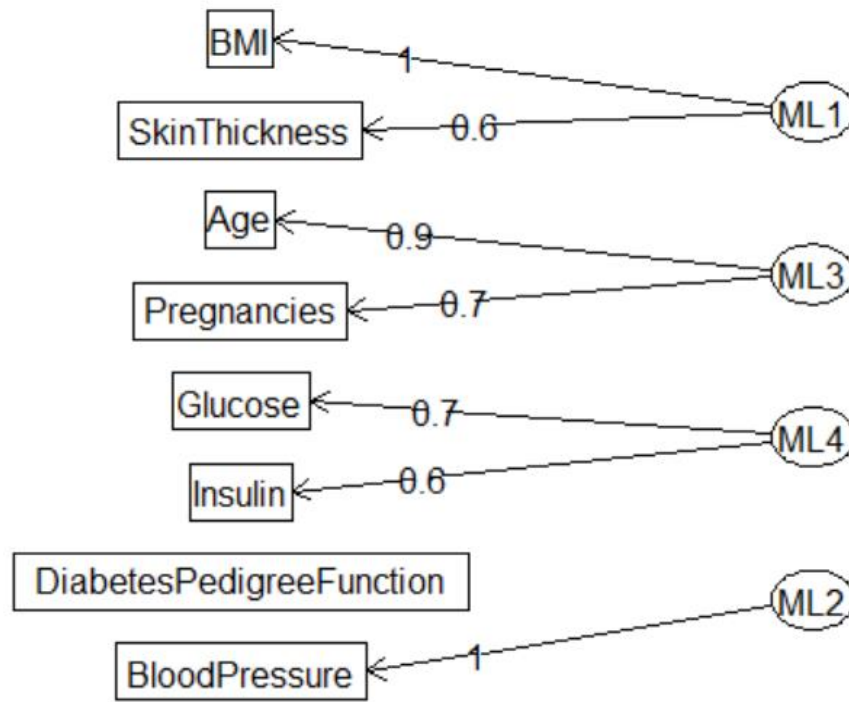 BMI
1
ML1
SkinThickness
0.6
Age
0.9
ML3
Pregnancies
0.7
Glucose
0.7
ML4
Insulin
0.6
DiabetesPedigreeFunction
ML2
BloodPressure
1